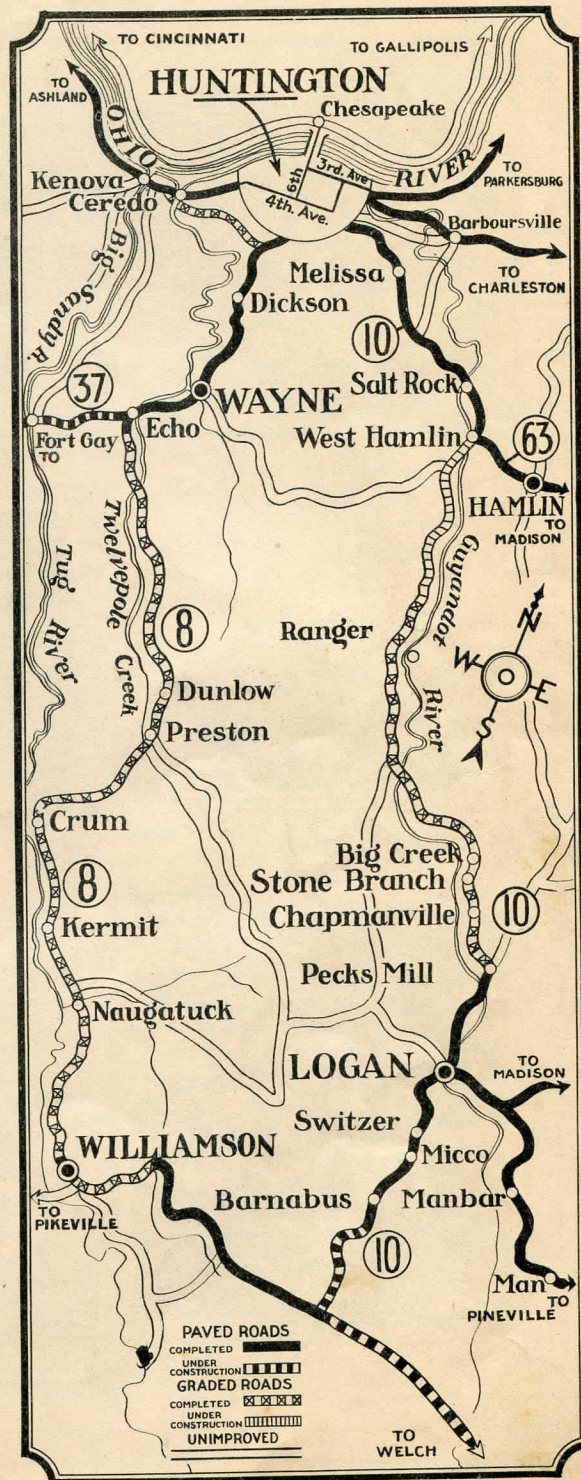 TO CINCINNATI
TO GALLIPOLIS
TO
ASHLAND
HUNTINGTON
Chesapeake
OHIO
RIVER
3rd. Ave
6th
4th. Ave.
TO
PARKERSBURG
Kenova
Ceredo
Barboursville
TO
CHARLESTON
Big Sandy R.
Melissa
Dickson
10
37
WAYNE
Salt Rock
Fort Gay
TO
Echo
West Hamlin
63
HAMLIN
TO
MADISON
Twelvepole Creek
Tug River
Guyandot River
8
Ranger
N
W
E
S
Dunlow
Preston
Crum
Big Creek
8
Stone Branch
10
Kermit
Chapmanville
Pecks Mill
Naugatuck
LOGAN
TO
MADISON
Switzer
WILLIAMSON
Micco
Barnabus
Manbar
TO
PIKEVILLE
10
Man
TO
PINEVILLE
PAVED ROADS
COMPLETED
UNDER
CONSTRUCTION
GRADED ROADS
COMPLETED
UNDER
CONSTRUCTION
UNIMPROVED
TO
WELCH